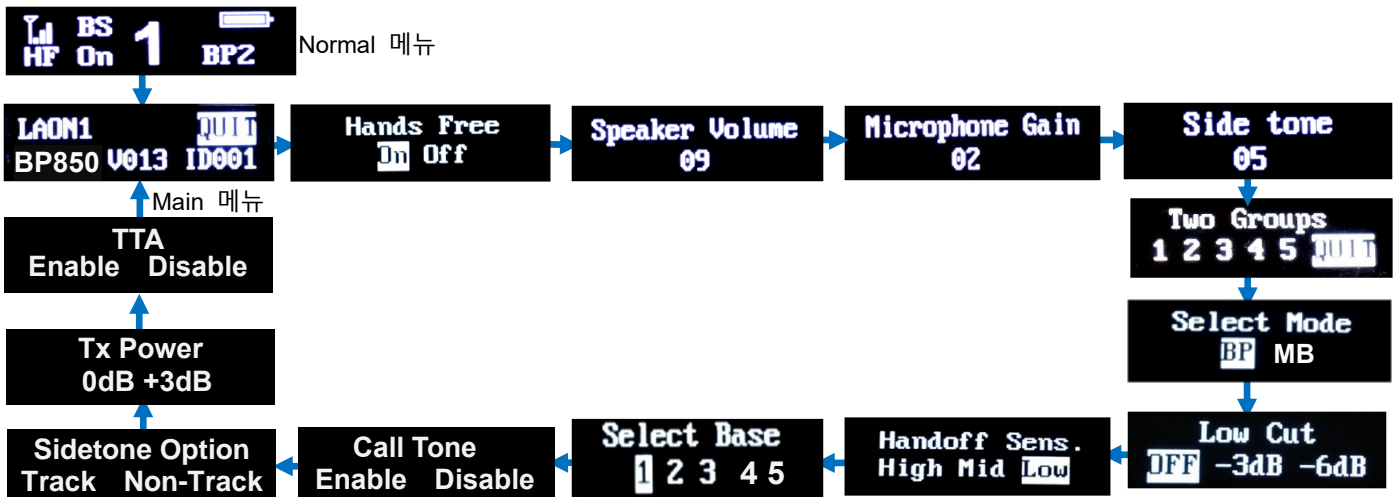 BS 1
HF On BP2
Normal 메뉴
LAON1 QUIT
BP850 V013 ID001
Main 메뉴
Hands Free
On Off
Speaker Volume
09
Microphone Gain
02
Side tone
05
Two Groups
1 2 3 4 5 QUIT
Select Mode
BP MB
Low Cut
OFF -3dB -6dB
Handoff Sens.
High Mid Low
Select Base
1 2 3 4 5
Call Tone
Enable Disable
Sidetone Option
Track Non-Track
Tx Power
0dB +3dB
TTA
Enable Disable